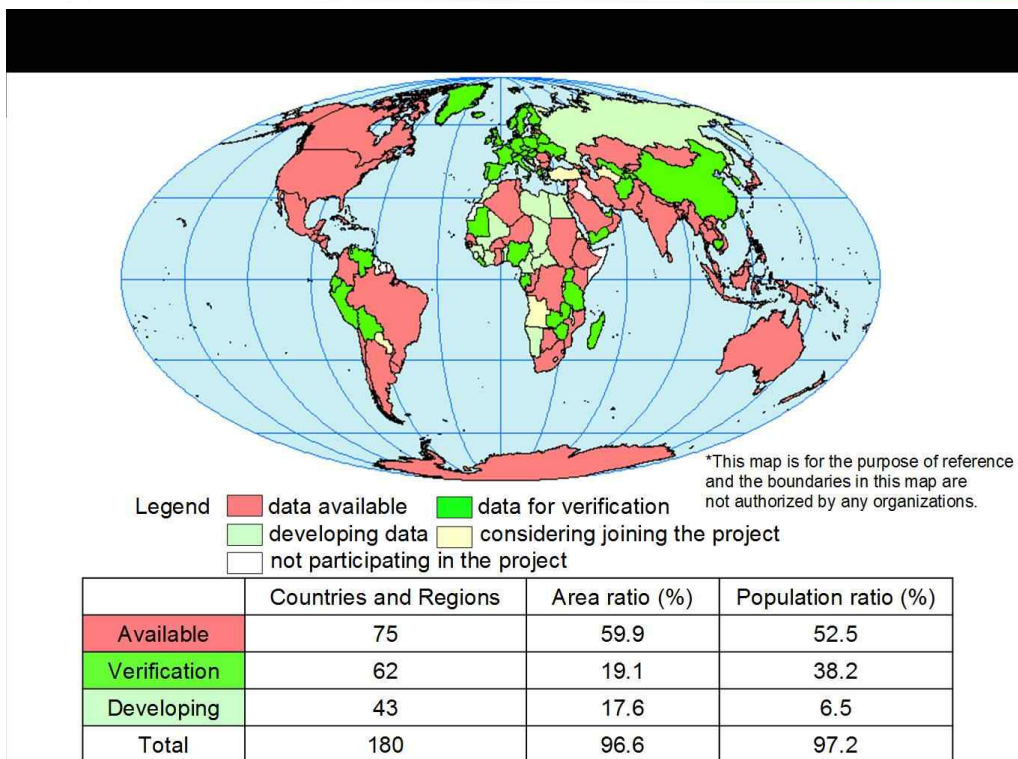 *This map is for the purpose of reference
and the boundaries in this map are
not authorized by any organizations.
Legend data available data for verification
developing data considering joining the project
not participating in the project
Countries and Regions Area ratio (%) Population ratio (%)
Available 75 59.9 52.5
Verification 62 19.1 38.2
Developing 43 17.6 6.5
Total 180 96.6 97.2